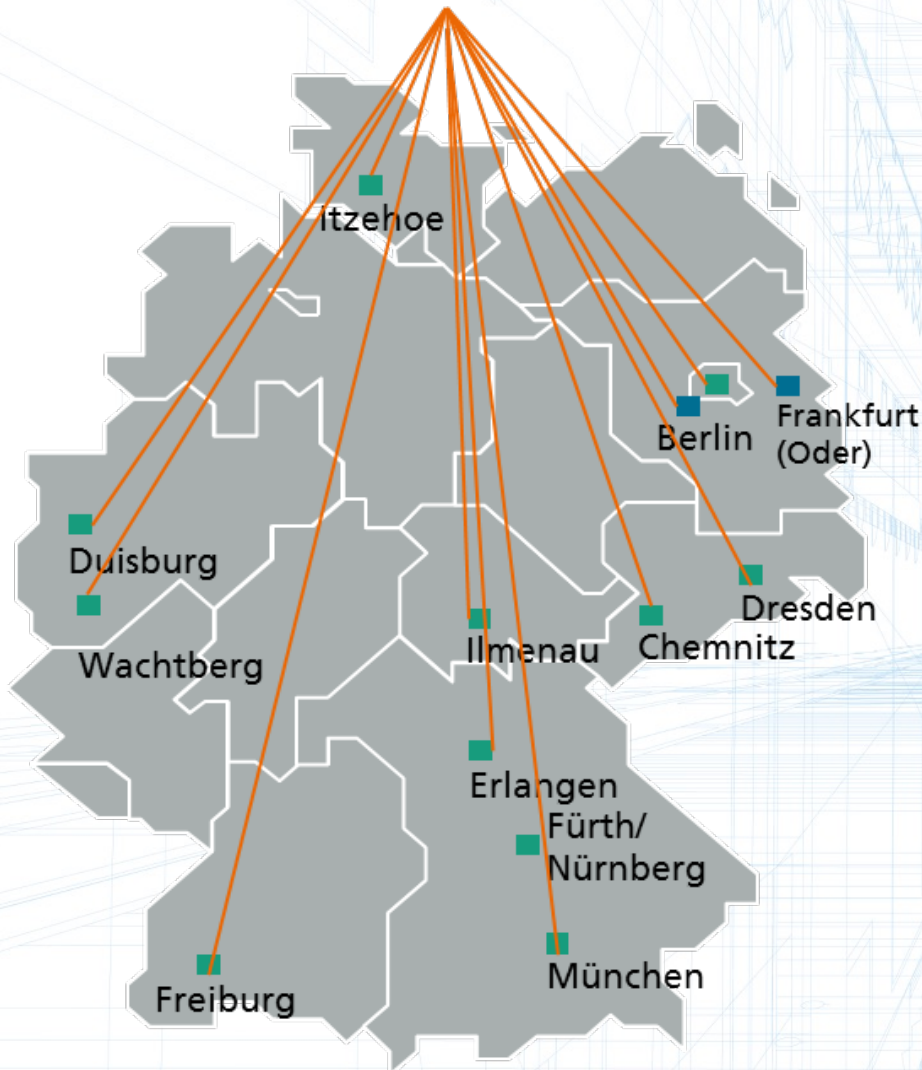 Itzehoe
Frankfurt
(Oder)
Berlin
Duisburg
Dresden
Chemnitz
Ilmenau
Wachtberg
Erlangen
Fürth/
Nürnberg
München
Freiburg